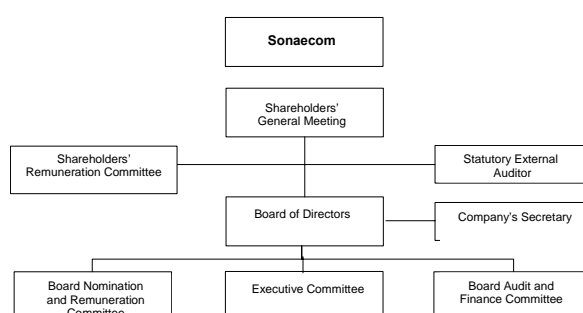 Sonaecom
Shareholders'
General Meeting
Shareholders'
Remuneration Committee
Statutory External
Auditor
Board of Directors
Company's Secretary
Board Nomination
and Remuneration
Committee
Executive Committee
Board Audit and
Finance Committee